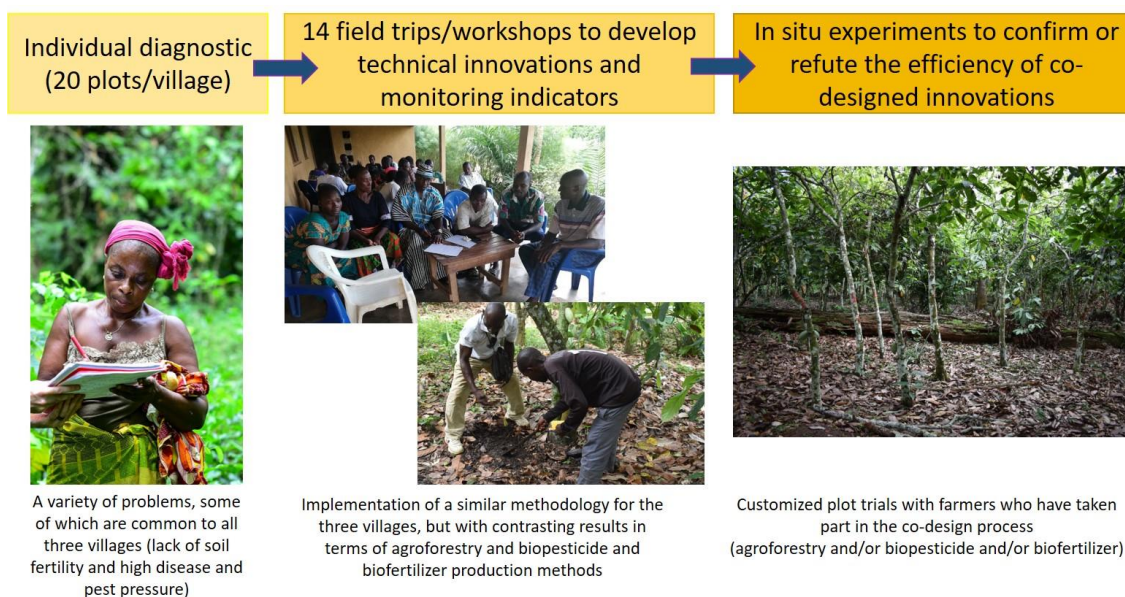 Individual diagnostic
(20 plots/village)
14 field trips/workshops to develop
technical innovations and
monitoring indicators
In situ experiments to confirm or
refute the efficiency of co-
designed innovations
A variety of problems, some
of which are common to all
three villages (lack of soil
fertility and high disease and
pest pressure)
Implementation of a similar methodology for the
three villages, but with contrasting results in
terms of agroforestry and biopesticide and
biofertilizer production methods
Customized plot trials with farmers who have taken
part in the co-design process
(agroforestry and/or biopesticide and/or biofertilizer)